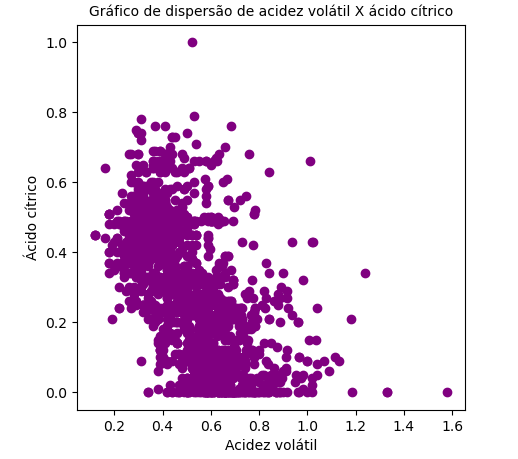 Gráfico de dispersão de acidez volátil X ácido cítrico
1.0
0.8
0.6
0.4
0.2
0.0
Ácido cítrico
0.2 0.4 0.6 0.8 1.0 1.2 1.4 1.6
Acidez volátil